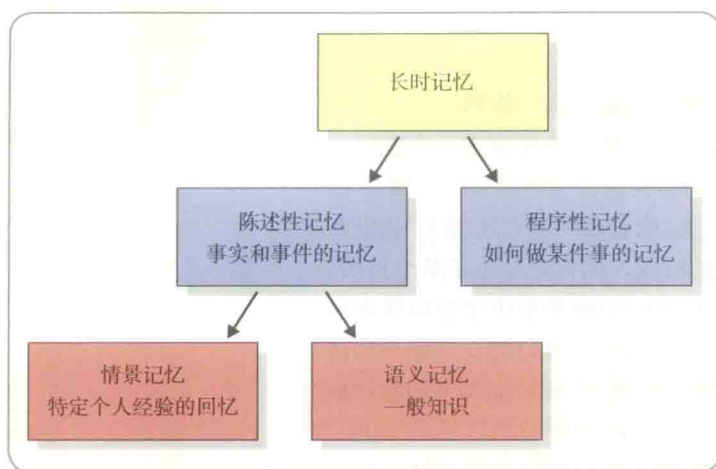 长时记忆
陈述性记忆
事实和事件的记忆
程序性记忆
如何做某件事的记忆
情景记忆
特定个人经验的回忆
语义记忆
一般知识